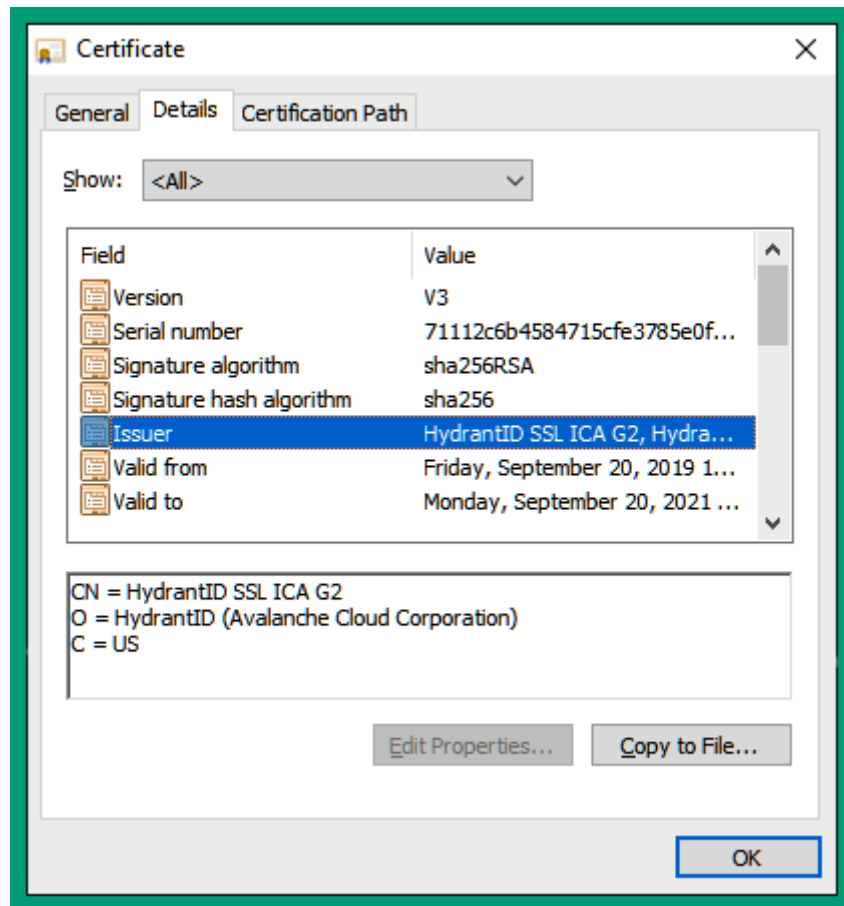 Certificate
General Details Certification Path
Show: <All>
Field Value
Version V3
Serial number 71112c6b4584715cfe3785e0f...
Signature algorithm sha256RSA
Signature hash algorithm sha256
Issuer HydrantID SSL ICA G2, Hydra...
Valid from Friday, September 20, 2019 1...
Valid to Monday, September 20, 2021 ...
CN = HydrantID SSL ICA G2
O = HydrantID (Avalanche Cloud Corporation)
C = US
Edit Properties... Copy to File...
OK